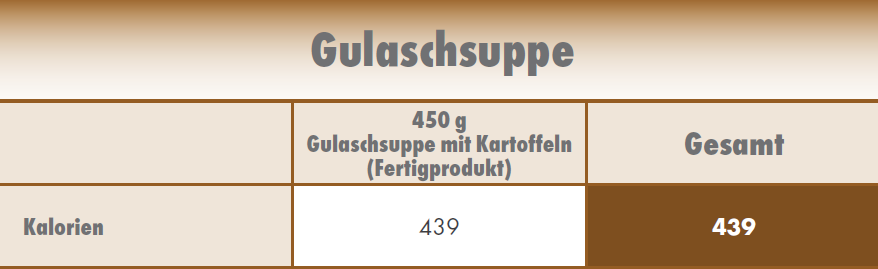 Gulaschsuppe
450 g
Gulaschsuppe mit Kartoffeln
(Fertigprodukt)
Gesamt
Kalorien
439
439